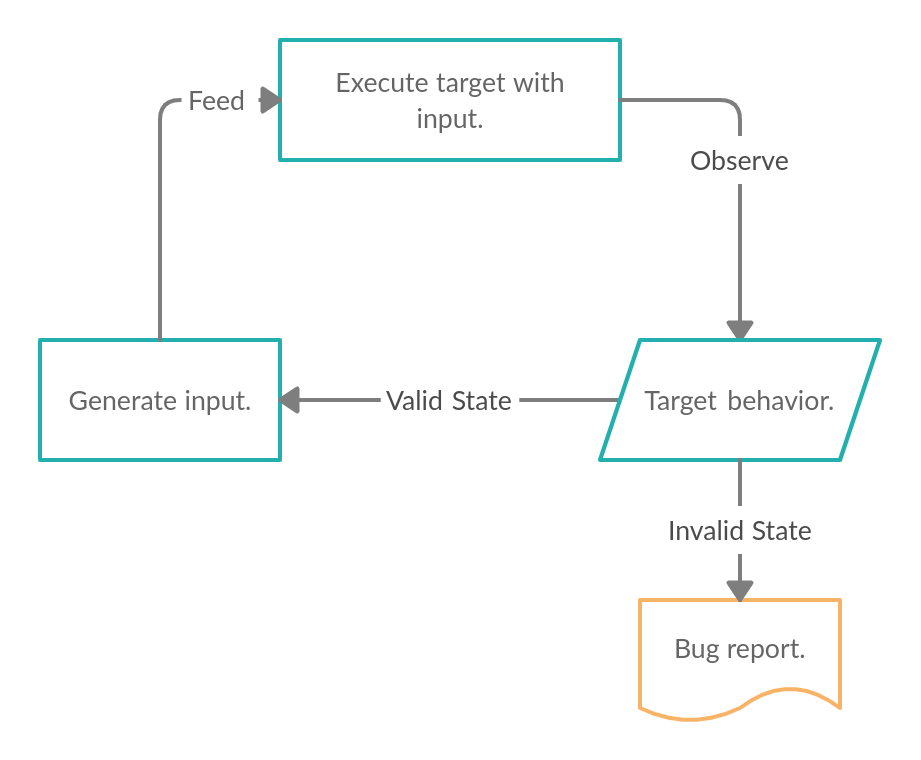 Execute target with
input.
Feed
Observe
Generate input.
Valid State
Target behavior.
Invalid State
Bug report.